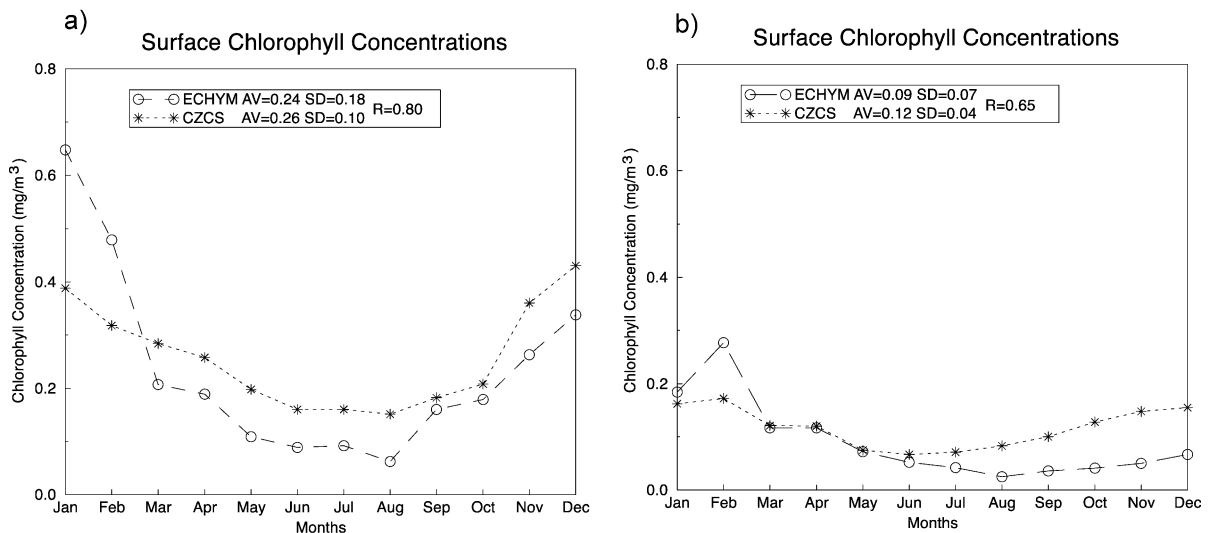 a)
Surface Chlorophyll Concentrations
0.8
0.6
0.4
0.2
0.0
Chlorophyll Concentration (mg/m³)
ECHYM AV=0.24 SD=0.18
CZCS AV=0.26 SD=0.10
R=0.80
Jan Feb Mar Apr May Jun Jul Aug Sep Oct Nov Dec
Months
b)
Surface Chlorophyll Concentrations
0.8
0.6
0.4
0.2
0.0
Chlorophyll Concentration (mg/m³)
ECHYM AV=0.09 SD=0.07
CZCS AV=0.12 SD=0.04
R=0.65
Jan Feb Mar Apr May Jun Jul Aug Sep Oct Nov Dec
Months